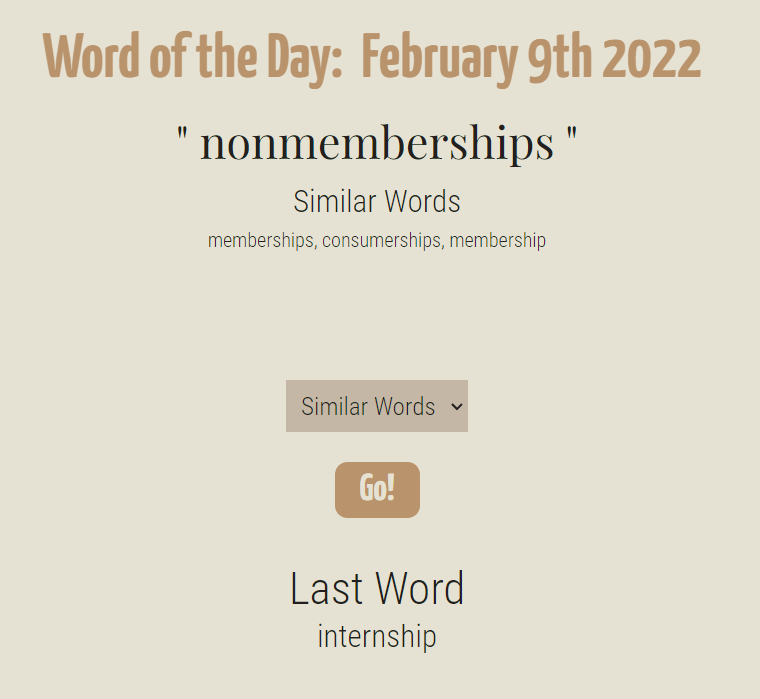 Word of the Day: February 9th 2022
" nonmemberships "
Similar Words
memberships, consumerships, membership
Similar Words
Go!
Last Word
internship